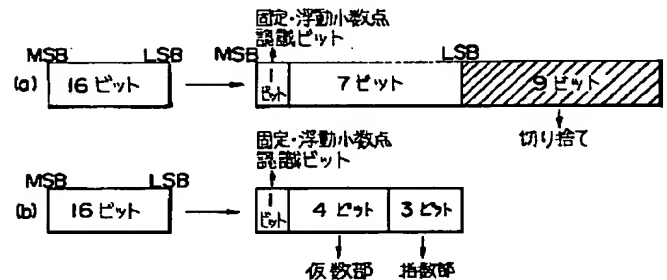 固定・浮動小数点
認識ビット
MSB LSB MSB LSB
(a) 16ビット 1ビット 7ビット 9ビット
切り捨て
固定・浮動小数点
認識ビット
MSB LSB
(b) 16ビット 1ビット 4ビット 3ビット
仮数部 指数部